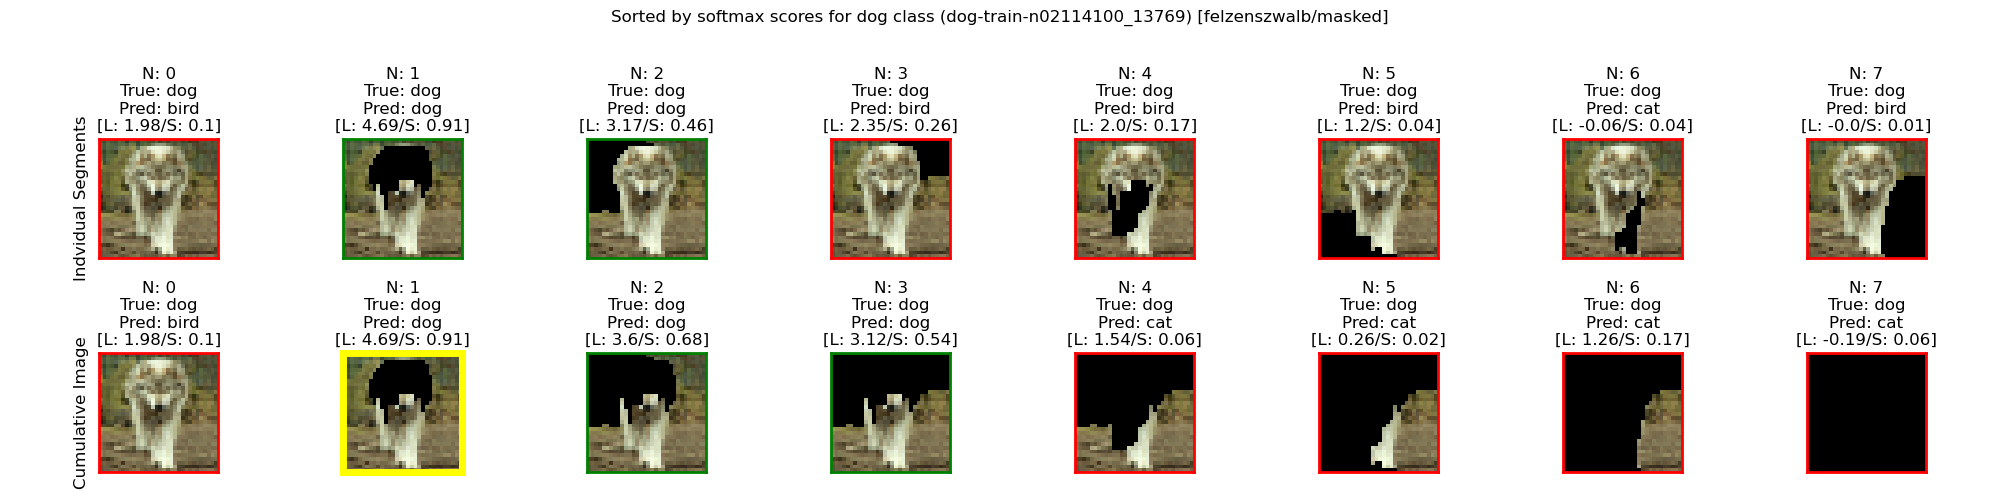 Sorted by softmax scores for dog class (dog-train-n02114100_13769) [felzenszwalb/masked]
Indvidual Segments
N: 0
True: dog
Pred: bird
[L: 1.98/S: 0.1]
N: 1
True: dog
Pred: dog
[L: 4.69/S: 0.91]
N: 2
True: dog
Pred: dog
[L: 3.17/S: 0.46]
N: 3
True: dog
Pred: bird
[L: 2.35/S: 0.26]
N: 4
True: dog
Pred: bird
[L: 2.0/S: 0.17]
N: 5
True: dog
Pred: bird
[L: 1.2/S: 0.04]
N: 6
True: dog
Pred: cat
[L: -0.06/S: 0.04]
N: 7
True: dog
Pred: bird
[L: -0.0/S: 0.01]
Cumulative Image
N: 0
True: dog
Pred: bird
[L: 1.98/S: 0.1]
N: 1
True: dog
Pred: dog
[L: 4.69/S: 0.91]
N: 2
True: dog
Pred: dog
[L: 3.6/S: 0.68]
N: 3
True: dog
Pred: dog
[L: 3.12/S: 0.54]
N: 4
True: dog
Pred: cat
[L: 1.54/S: 0.06]
N: 5
True: dog
Pred: cat
[L: 0.26/S: 0.02]
N: 6
True: dog
Pred: cat
[L: 1.26/S: 0.17]
N: 7
True: dog
Pred: cat
[L: -0.19/S: 0.06]